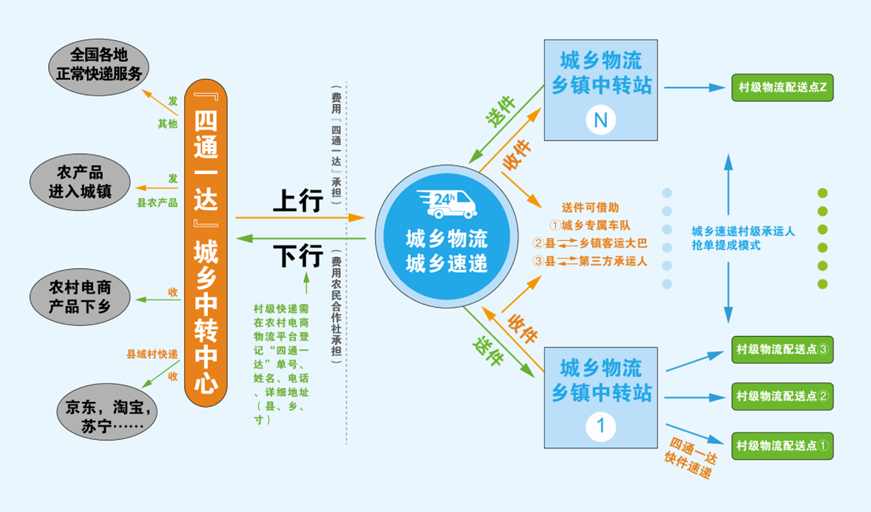 全国各地
正常快递服务
发
其他
农产品
进入城镇
发
县农产品
农村电商
产品下乡
收
县域村快递
收
京东，淘宝，
苏宁……
『四通一达』城乡中转中心
上行
下行
（费用『四通一达』承担）
（费用农民合作社承担）
村级快递需
在农村电商
物流平台登
记“四通一
达”单号、
姓名、电话
、详细地址
（县、乡、
寸）
24h
城乡物流
城乡速递
送件
收件
收件
送件
城乡物流
乡镇中转站
N
送件可借助
①城乡专属车队
②县⇌乡镇客运大巴
③县⇌第三方承运人
城乡物流
乡镇中转站
1
村级物流配送点Z
城乡速递村级承运人
抢单提成模式
村级物流配送点③
村级物流配送点②
村级物流配送点①
四通一达
快件速递